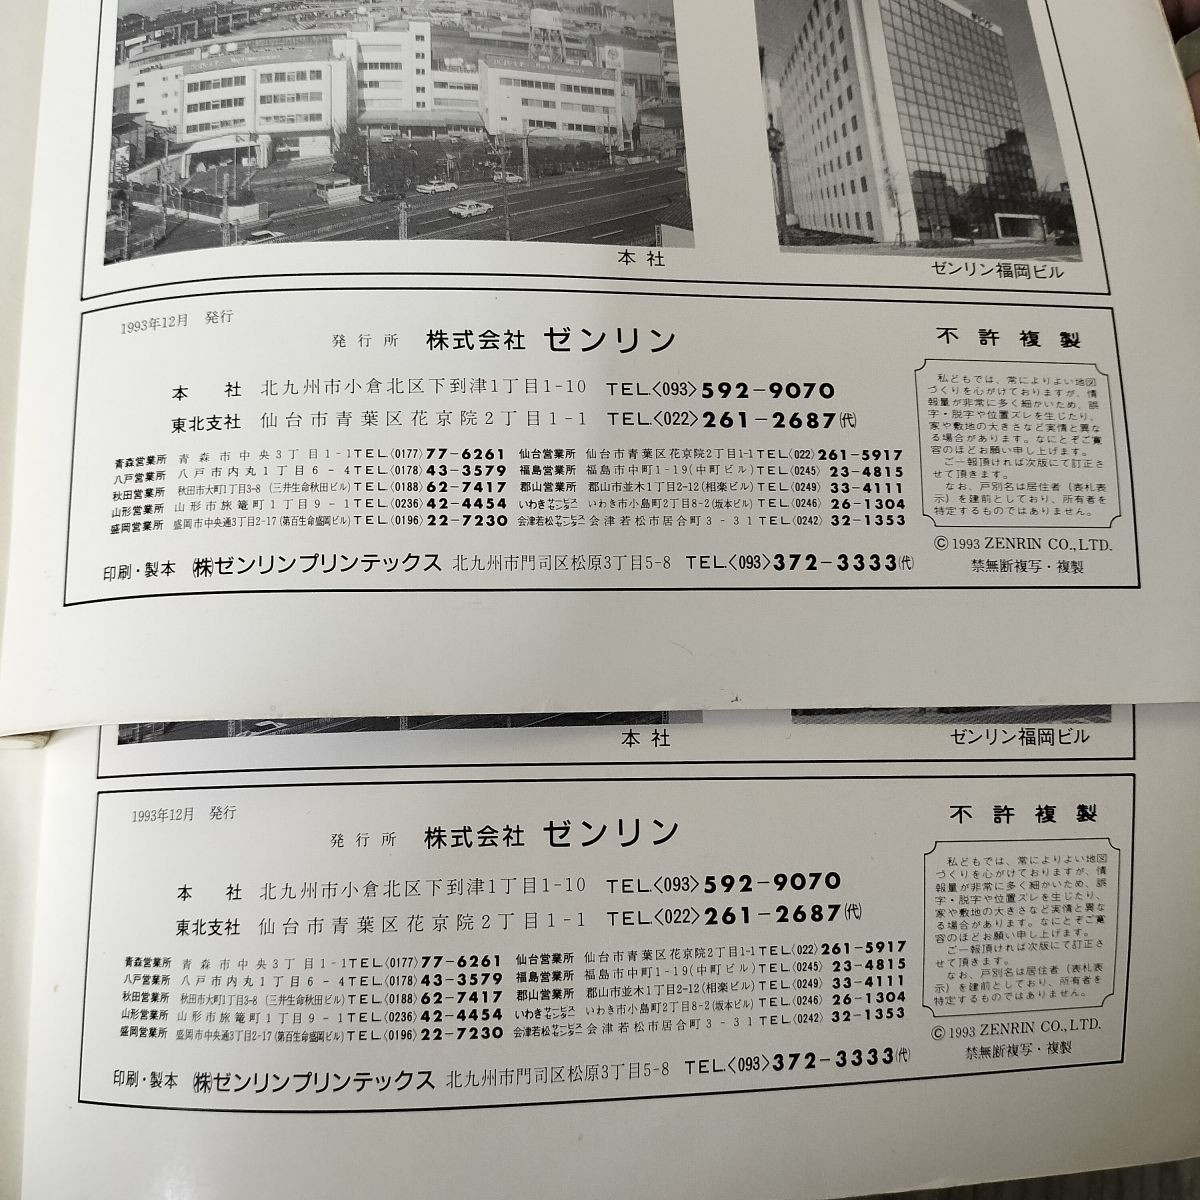 本社
ゼンリン福岡ビル
1993年12月 発行
発行所 株式会社 ゼンリン
本社 北九州市小倉北区下到津1丁目1-10 TEL〈093〉592-9070
東北支社 仙台市青葉区花京院2丁目1-1 TEL〈022〉261-2687(代)
青森営業所 青森市中央3丁目1-1 TEL〈0177〉77-6261 仙台営業所 仙台市青葉区花京院2丁目1-1 TEL〈022〉261-5917
八戸営業所 八戸市内丸1丁目6-4 TEL〈0178〉43-3579 福島営業所 福島市中町1-19(中町ビル) TEL〈0245〉23-4815
秋田営業所 秋田市大町1丁目3-8(三井生命秋田ビル) TEL〈0188〉62-7417 郡山営業所 郡山市並木1丁目2-12(相楽ビル) TEL〈0249〉33-4111
山形営業所 山形市旅篭町1丁目9-1 TEL〈0236〉42-4454 いわきサービスセンター いわき市小島町2丁目8-2(坂本ビル) TEL〈0246〉26-1304
盛岡営業所 盛岡市中央通3丁目2-17(第百生命盛岡ビル) TEL〈0196〉22-7230 会津若松サービスセンター 会津若松市居合町3-31 TEL〈0242〉32-1353
印刷・製本 ㈱ゼンリンプリンテックス 北九州市門司区松原3丁目5-8 TEL.〈093〉372-3333(代)
不許複製
私どもでは、常によりよい地図
づくりを心がけておりますが、情
報量が非常に多く細かいため、誤
字・脱字や位置ズレを生じたり、
家や敷地の大きさなど実情と異な
る場合があります。なにとぞご寛
容のほどお願い申し上げます。
ご一報頂ければ次版にて訂正さ
せて頂きます。
なお、戸別名は居住者(表札表
示)を建前としており、所有者を
特定するものではありません。
©1993 ZENRIN CO., LTD.
禁無断複写・複製
本社
ゼンリン福岡ビル
1993年12月 発行
発行所 株式会社 ゼンリン
本社 北九州市小倉北区下到津1丁目1-10 TEL.〈093〉592-9070
東北支社 仙台市青葉区花京院2丁目1-1 TEL〈022〉261-2687(代)
青森営業所 青森市中央3丁目1-1 TEL〈0177〉77-6261 仙台営業所 仙台市青葉区花京院2丁目1-1 TEL〈022〉261-5917
八戸営業所 八戸市内丸1丁目6-4 TEL〈0178〉43-3579 福島営業所 福島市中町1-19(中町ビル) TEL〈0245〉23-4815
秋田営業所 秋田市大町1丁目3-8(三井生命秋田ビル) TEL〈0188〉62-7417 郡山営業所 郡山市並木1丁目2-12(相楽ビル) TEL〈0249〉33-4111
山形営業所 山形市旅篭町1丁目9-1 TEL〈0236〉42-4454 いわきサービスセンター いわき市小島町2丁目8-2(坂本ビル) TEL〈0246〉26-1304
盛岡営業所 盛岡市中央通3丁目2-17(第百生命盛岡ビル) TEL〈0196〉22-7230 会津若松サービスセンター 会津若松市居合町3-31 TEL〈0242〉32-1353
印刷・製本 ㈱ゼンリンプリンテックス 北九州市門司区松原3丁目5-8 TEL.〈093〉372-3333(代)
不許複製
私どもでは、常によりよい地図
づくりを心がけておりますが、情
報量が非常に多く細かいため、誤
字・脱字や位置ズレを生じたり、
家や敷地の大きさなど実情と異な
る場合があります。なにとぞご寛
容のほどお願い申し上げます。
ご一報頂ければ次版にて訂正さ
せて頂きます。
なお、戸別名は居住者(表札表
示)を建前としており、所有者を
特定するものではありません。
©1993 ZENRIN CO., LTD.
禁無断複写・複製